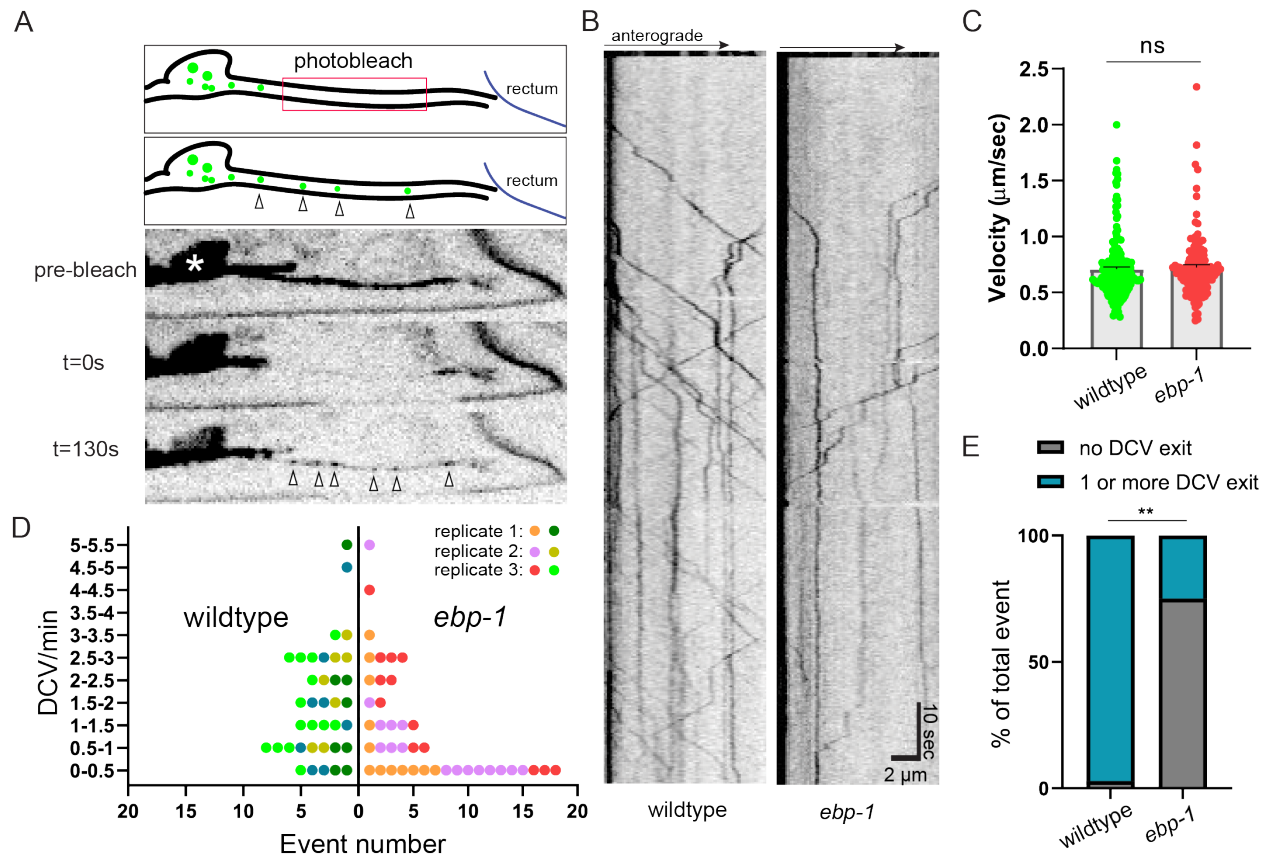 A
photobleach
rectum
rectum
pre-bleach
*
t=0s
t=130s
B
anterograde
10 sec
2 µm
wildtype
ebp-1
C
ns
Velocity (µm/sec)
2.5
2.0
1.5
1.0
0.5
0.0
wildtype
ebp-1
D
replicate 1:
replicate 2:
replicate 3:
wildtype
ebp-1
DCV/min
5-5.5
4.5-5
4-4.5
3.5-4
3-3.5
2.5-3
2-2.5
1.5-2
1-1.5
0.5-1
0-0.5
20 15 10 5 0 5 10 15 20
Event number
E
no DCV exit
1 or more DCV exit
**
% of total event
100
50
0
wildtype
ebp-1